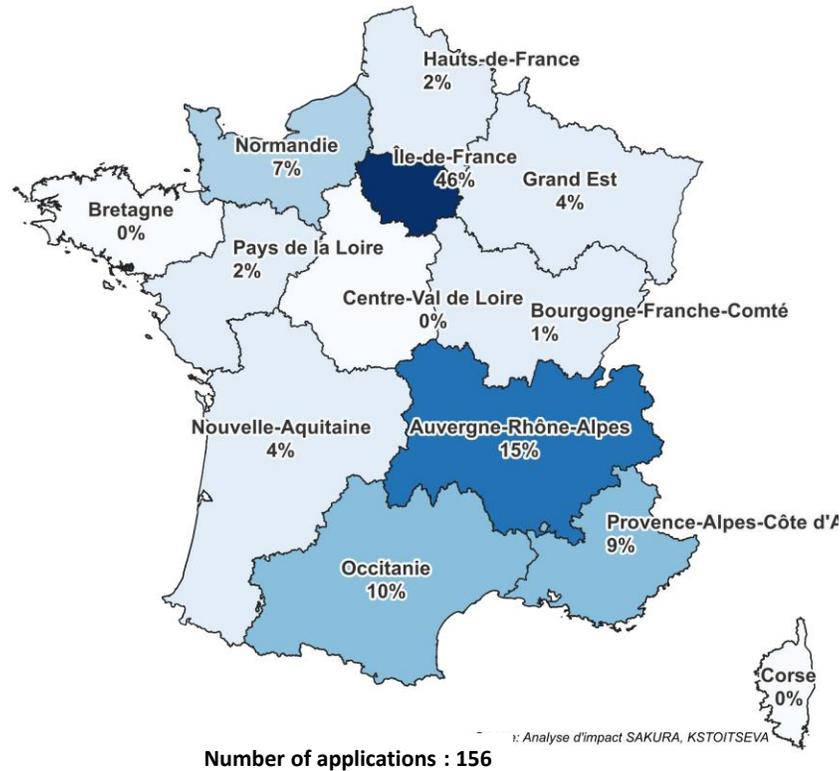 Hauts-de-France
2%
Normandie
7%
Île-de-France
46%
Grand Est
4%
Bretagne
0%
Pays de la Loire
2%
Centre-Val de Loire
0%
Bourgogne-Franche-Comté
1%
Nouvelle-Aquitaine
4%
Auvergne-Rhône-Alpes
15%
Provence-Alpes-Côte d'A
9%
Occitanie
10%
Corse
0%
: Analyse d'impact SAKURA, KSTOITSEVA
Number of applications : 156